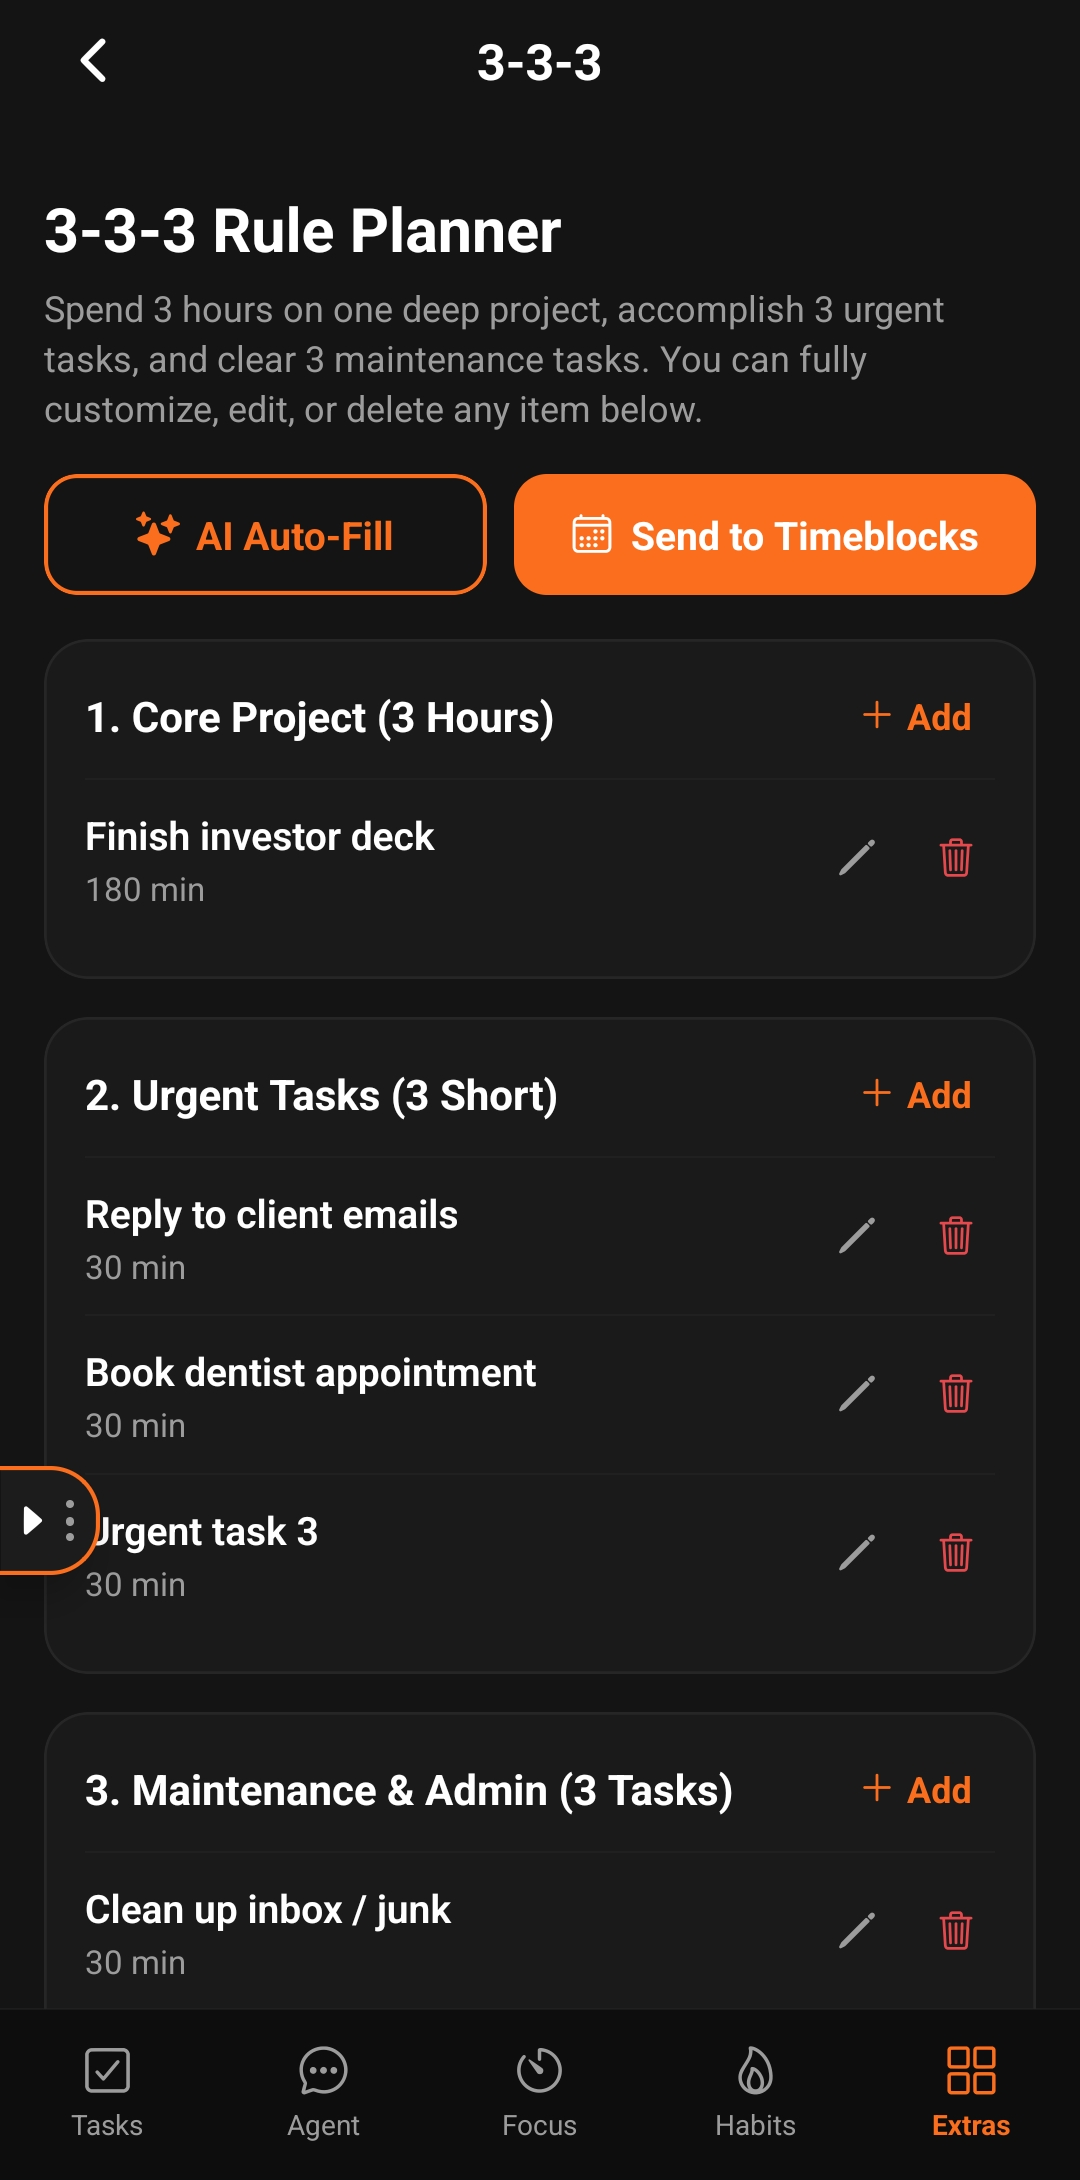 3-3-3
3-3-3 Rule Planner
Spend 3 hours on one deep project, accomplish 3 urgent
tasks, and clear 3 maintenance tasks. You can fully
customize, edit, or delete any item below.
AI Auto-Fill
Send to Timeblocks
1. Core Project (3 Hours)
+ Add
Finish investor deck
180 min
2. Urgent Tasks (3 Short)
+ Add
Reply to client emails
30 min
Book dentist appointment
30 min
Urgent task 3
30 min
3. Maintenance & Admin (3 Tasks)
+ Add
Clean up inbox / junk
30 min
Tasks
Agent
Focus
Habits
Extras